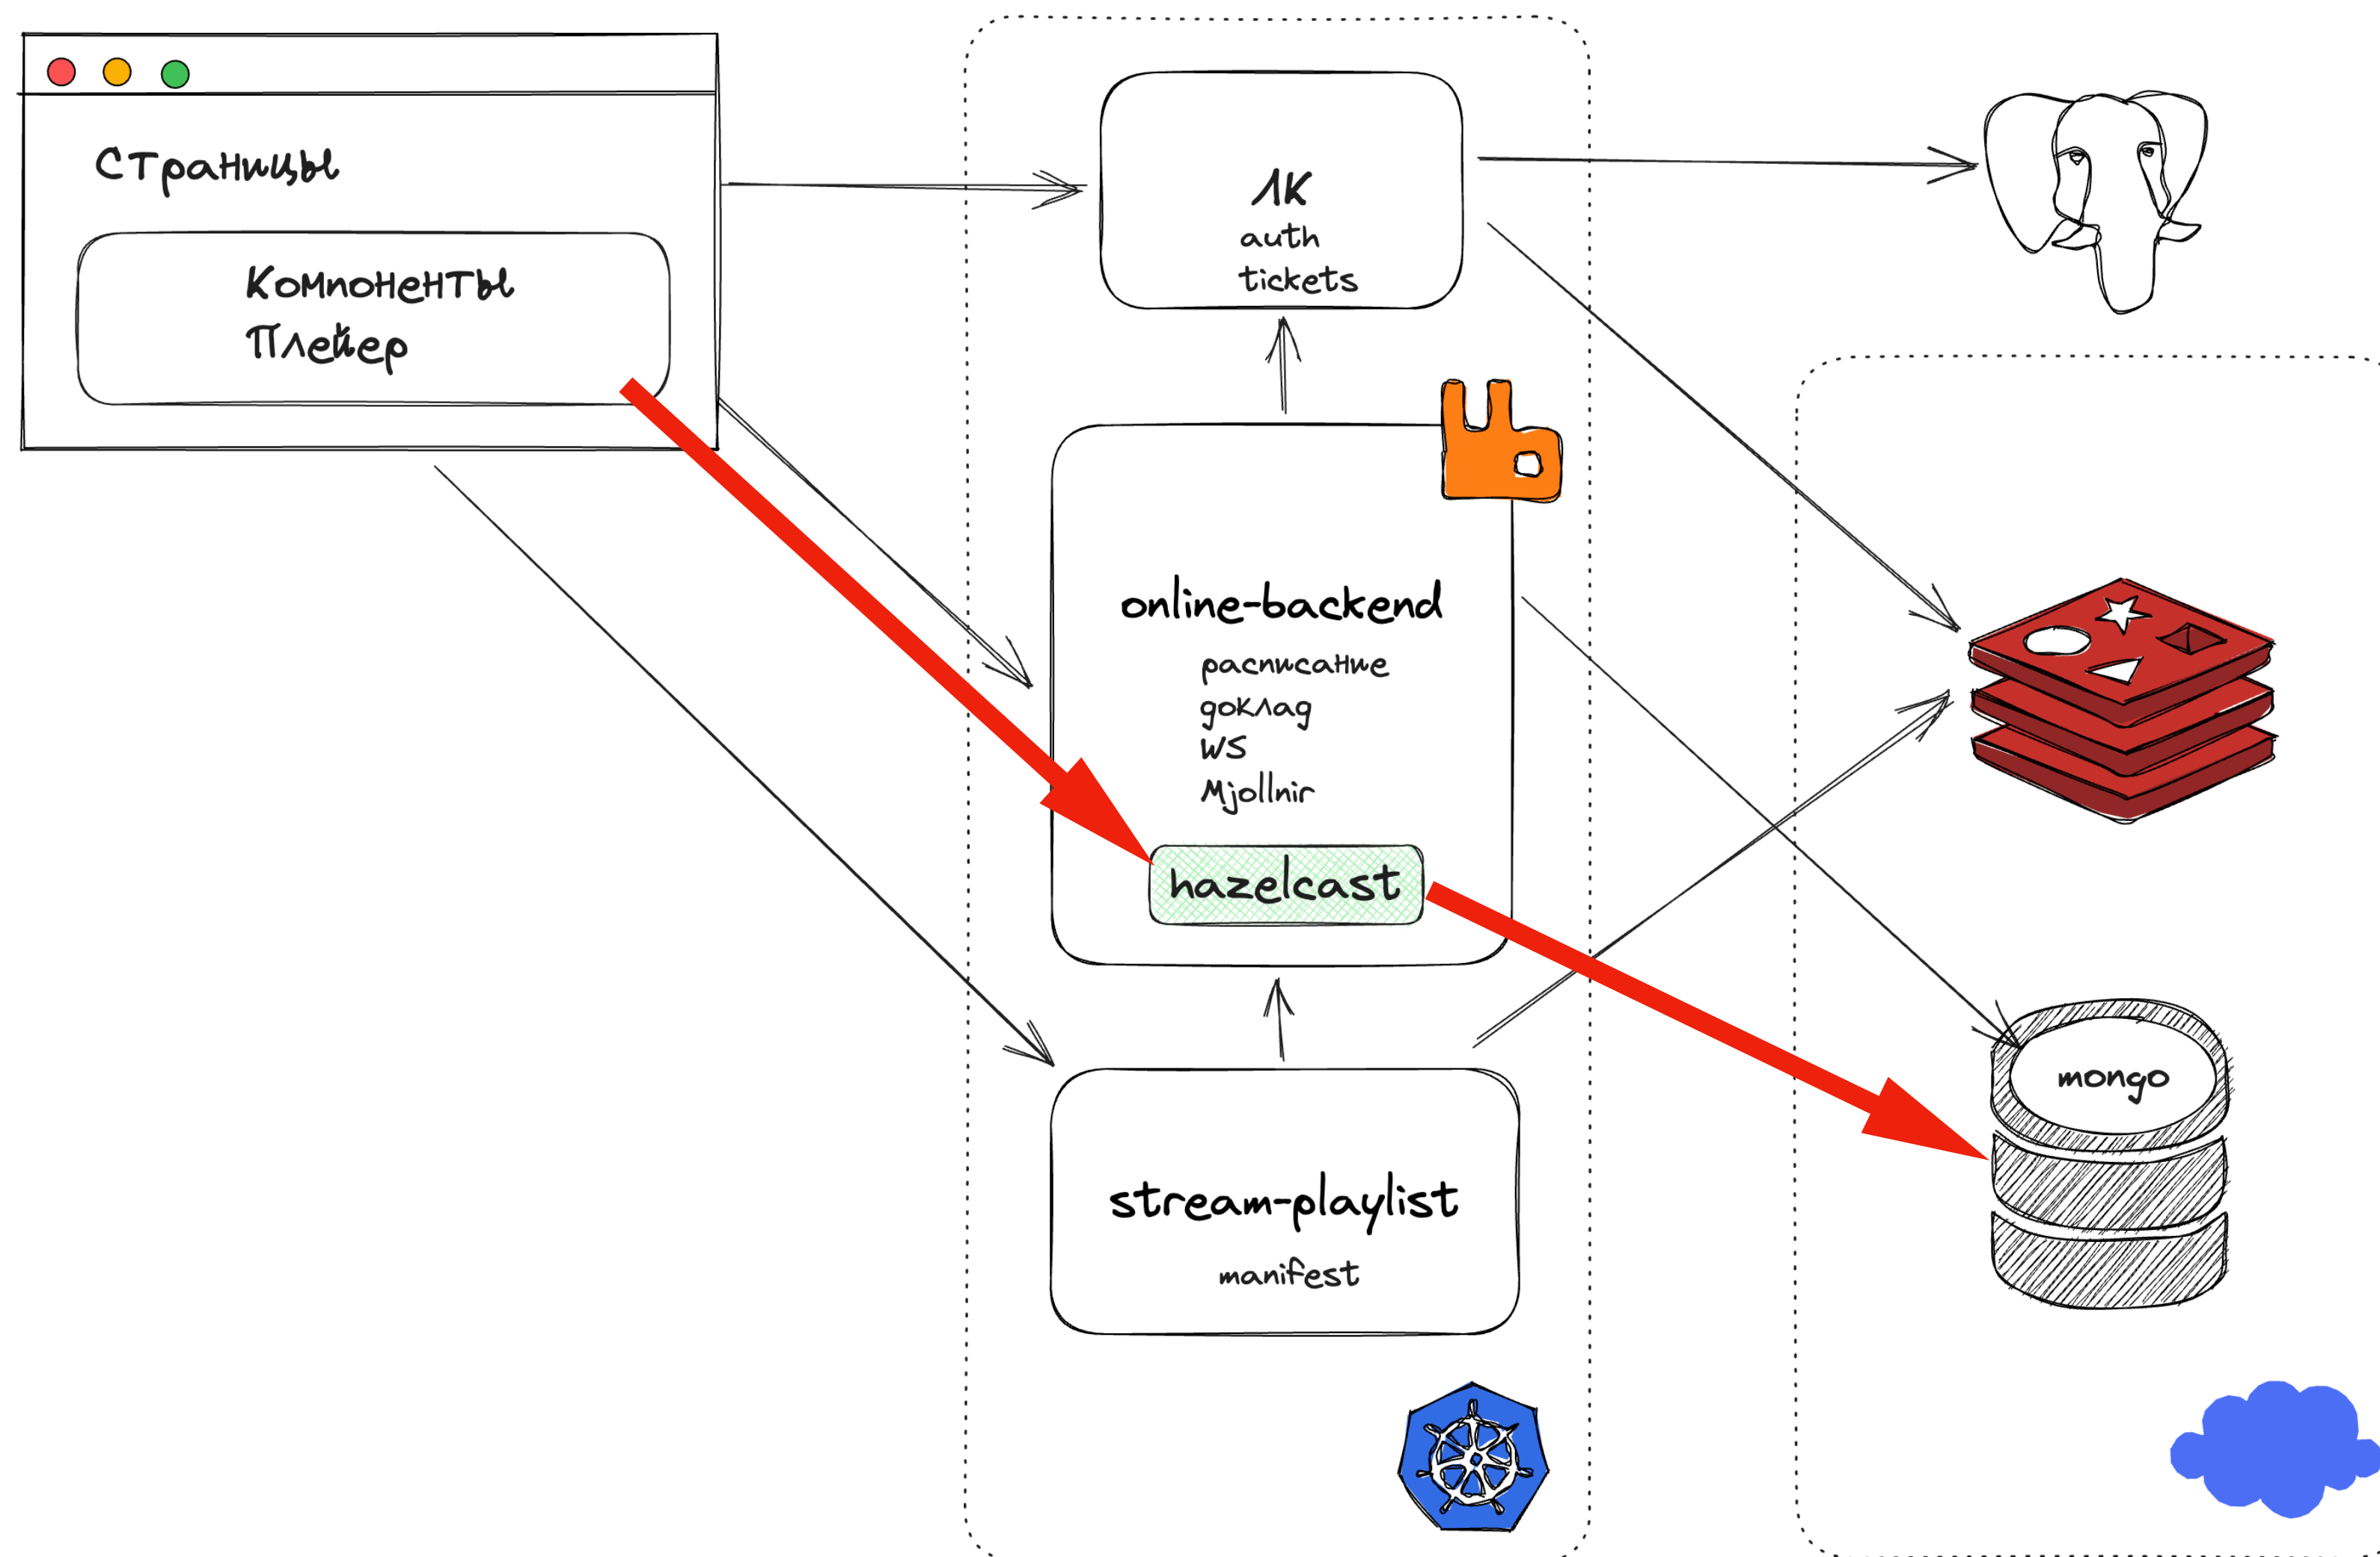 Страницы
Компоненты
Плейер
ЛК
auth
tickets
online-backend
расписание
доклад
WS
Mjollnir
hazelcast
stream-playlist
manifest
mongo